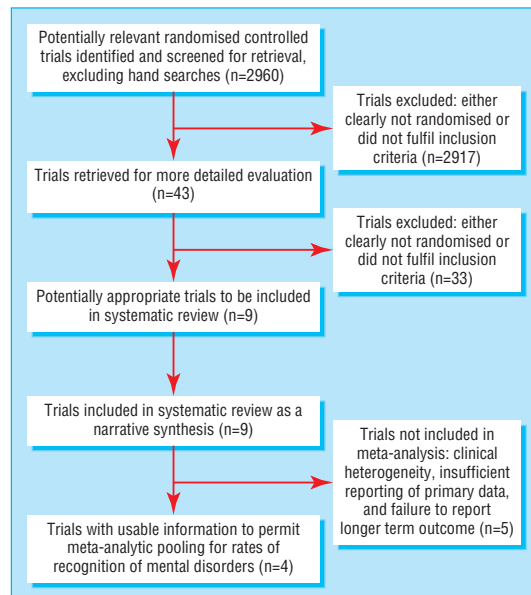 Potentially relevant randomised controlled
trials identified and screened for retrieval,
excluding hand searches (n=2960)
Trials excluded: either
clearly not randomised or
did not fulfil inclusion
criteria (n=2917)
Trials retrieved for more detailed evaluation
(n=43)
Trials excluded: either
clearly not randomised or
did not fulfil inclusion
criteria (n=33)
Potentially appropriate trials to be included
in systematic review (n=9)
Trials included in systematic review as a
narrative synthesis (n=9)
Trials not included in
meta-analysis: clinical
heterogeneity, insufficient
reporting of primary data,
and failure to report
longer term outcome (n=5)
Trials with usable information to permit
meta-analytic pooling for rates of
recognition of mental disorders (n=4)